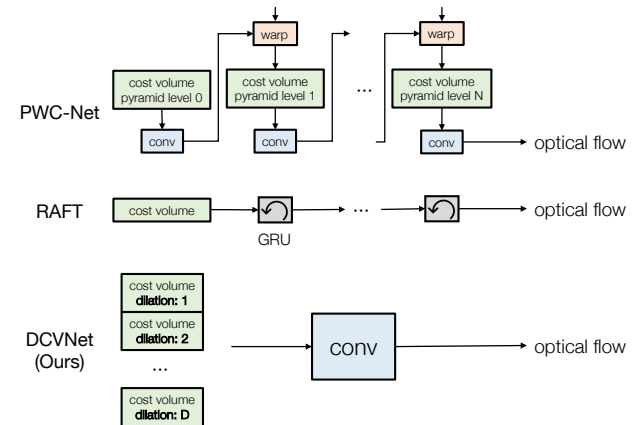 warp
warp
cost volume
pyramid level 0
cost volume
pyramid level 1
...
cost volume
pyramid level N
PWC-Net
conv
conv
conv
optical flow
RAFT
cost volume
...
optical flow
GRU
cost volume
dilation: 1
cost volume
dilation: 2
DCVNet
(Ours)
conv
optical flow
...
cost volume
dilation: D